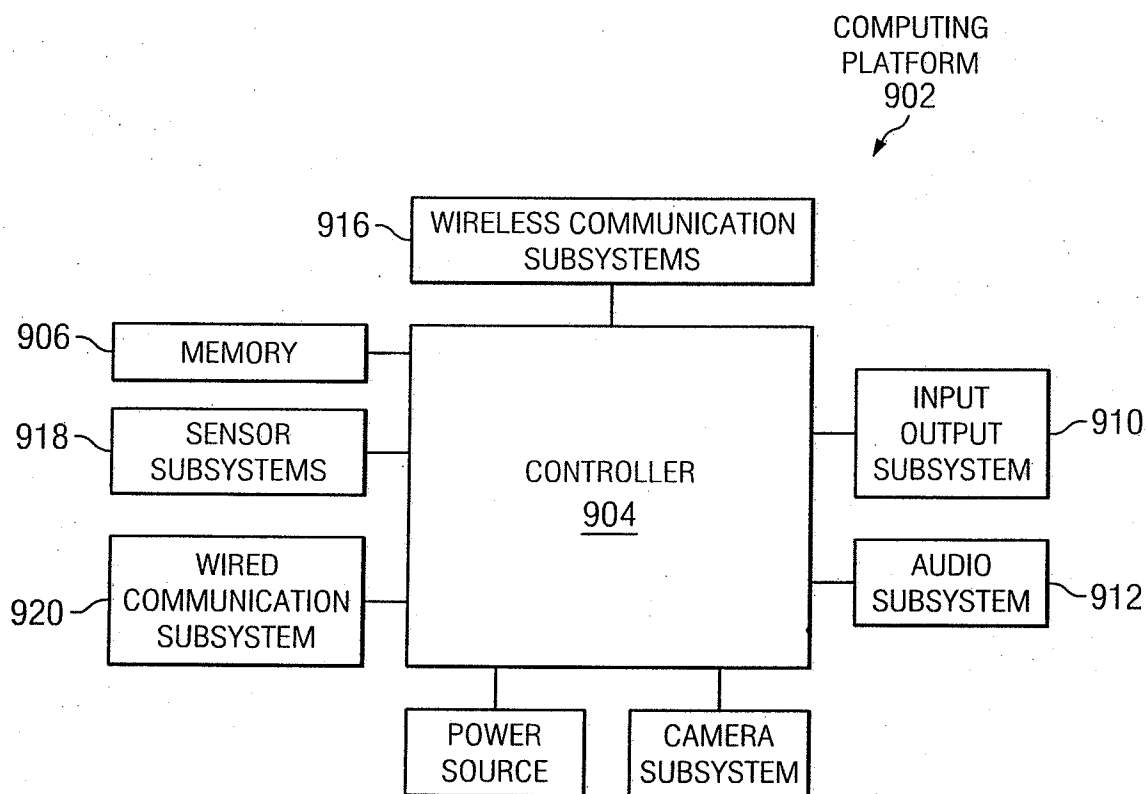 COMPUTING
PLATFORM
902
916
WIRELESS COMMUNICATION
SUBSYSTEMS
906
MEMORY
918
SENSOR
SUBSYSTEMS
920
WIRED
COMMUNICATION
SUBSYSTEM
CONTROLLER
904
INPUT
OUTPUT
SUBSYSTEM
910
AUDIO
SUBSYSTEM
912
POWER
SOURCE
CAMERA
SUBSYSTEM